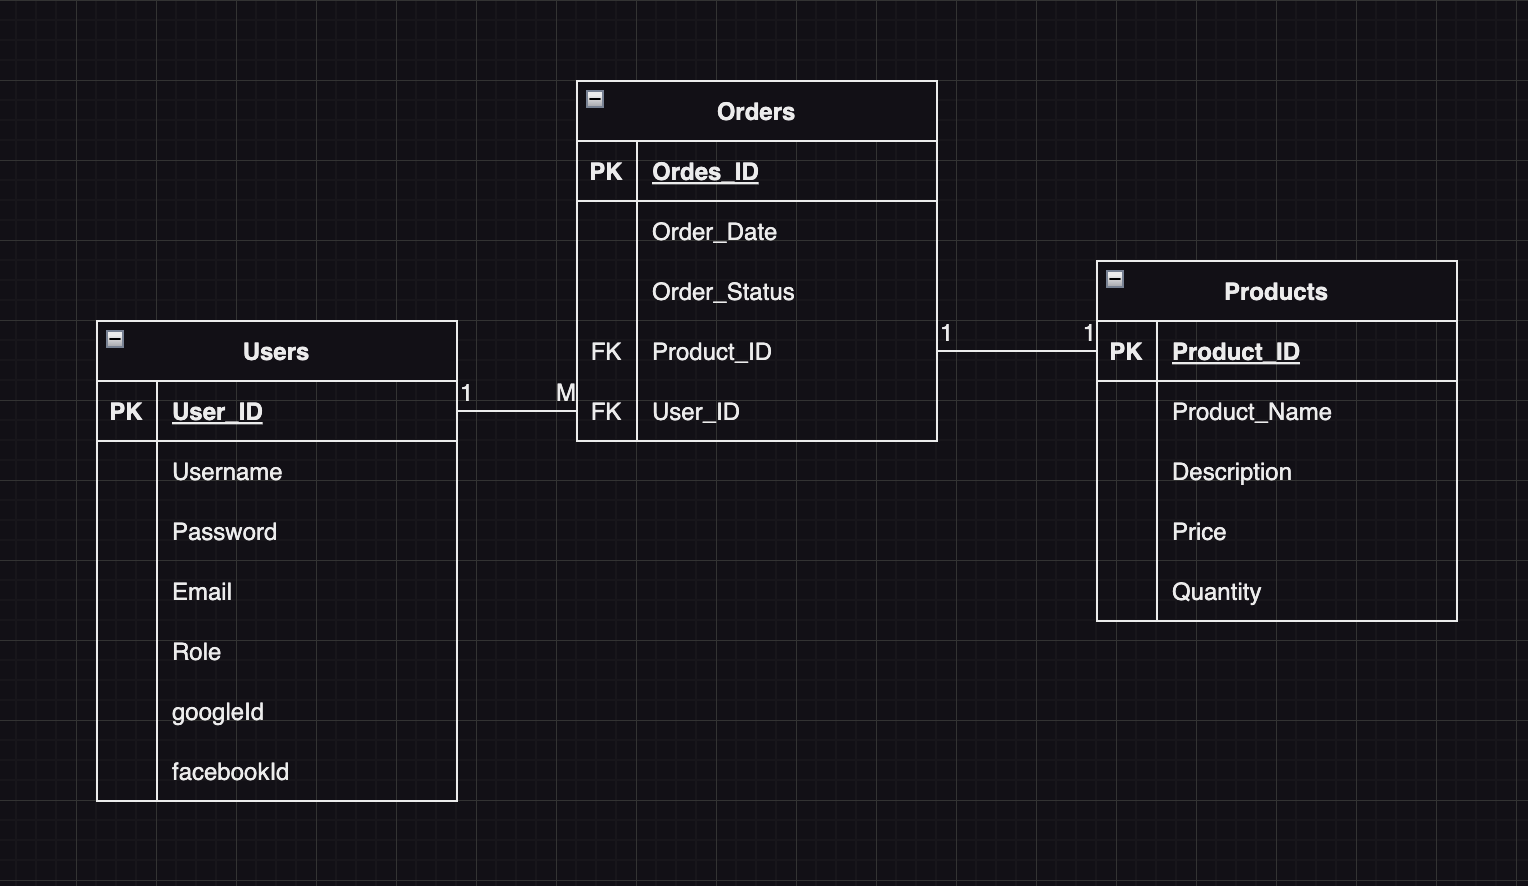 Orders
PK Ordes_ID
Order_Date
Order_Status
FK Product_ID
FK User_ID
1 M
1 1
Users
PK User_ID
Username
Password
Email
Role
googleId
facebookId
Products
PK Product_ID
Product_Name
Description
Price
Quantity